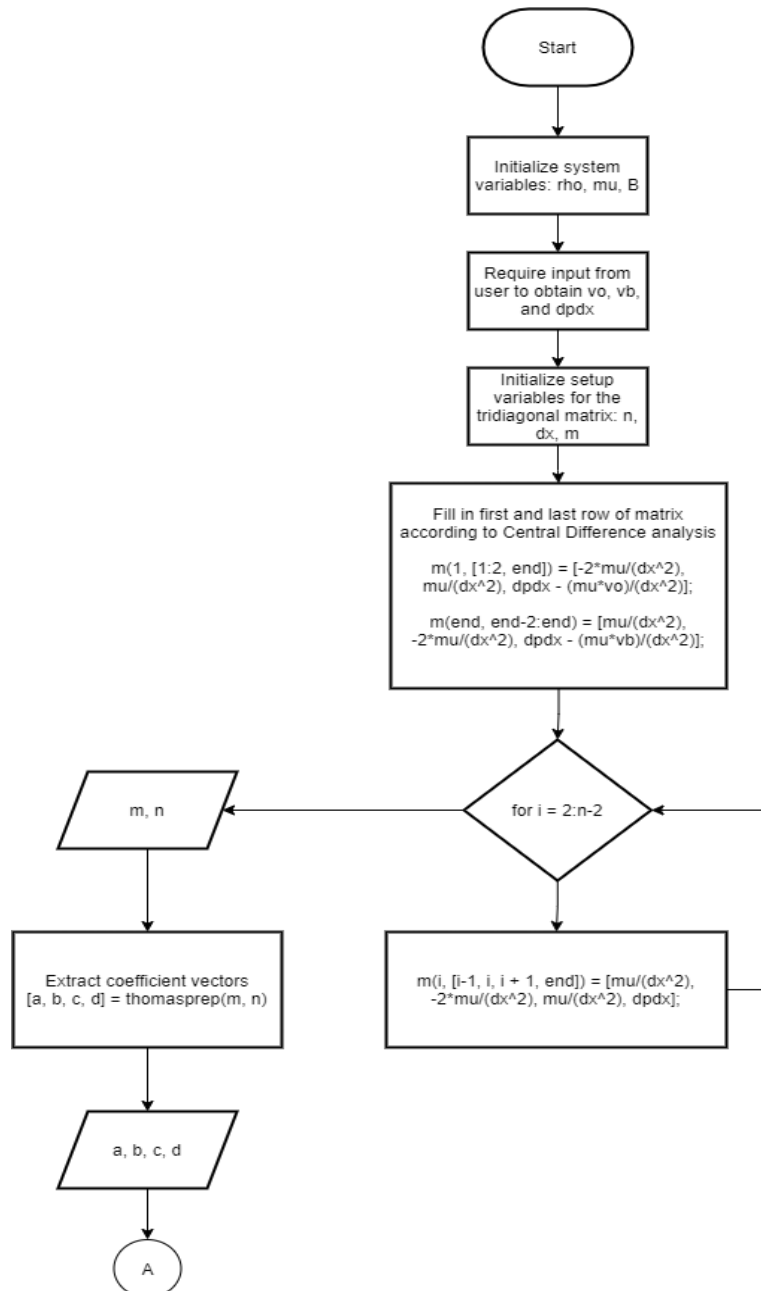 Start
Initialize system
variables: rho, mu, B
Require input from
user to obtain vo, vb,
and dpdx
Initialize setup
variables for the
tridiagonal matrix: n,
dx, m
Fill in first and last row of matrix
according to Central Difference analysis
m(1, [1:2, end]) = [-2*mu/(dx^2),
mu/(dx^2), dpdx - (mu*vo)/(dx^2)];
m(end, end-2:end) = [mu/(dx^2),
-2*mu/(dx^2), dpdx - (mu*vb)/(dx^2)];
for i = 2:n-2
m(i, [i-1, i, i + 1, end]) = [mu/(dx^2),
-2*mu/(dx^2), mu/(dx^2), dpdx];
m, n
Extract coefficient vectors
[a, b, c, d] = thomasprep(m, n)
a, b, c, d
A